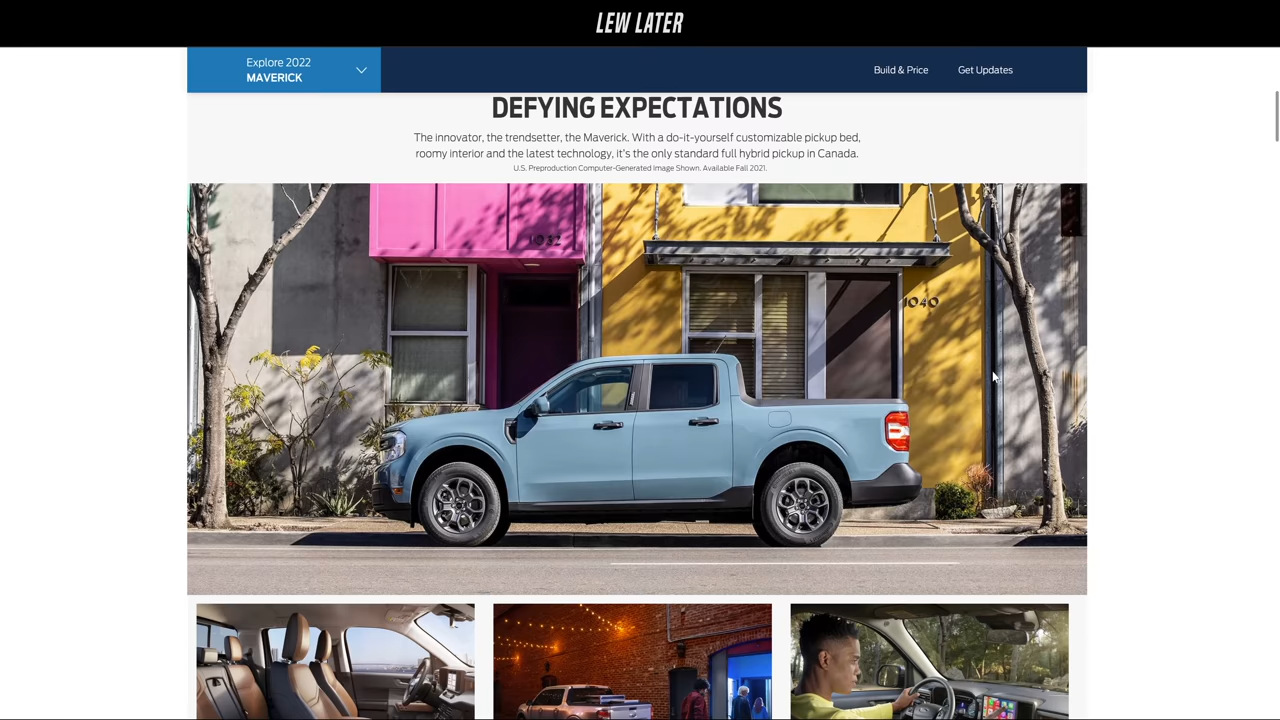 LEW LATER
Explore 2022
MAVERICK
Build & Price
Get Updates
DEFYING EXPECTATIONS
The innovator, the trendsetter, the Maverick. With a do-it-yourself customizable pickup bed,
roomy interior and the latest technology, it's the only standard full hybrid pickup in Canada.
U.S. Preproduction Computer-Generated Image Shown. Available Fall 2021.
1032
1040